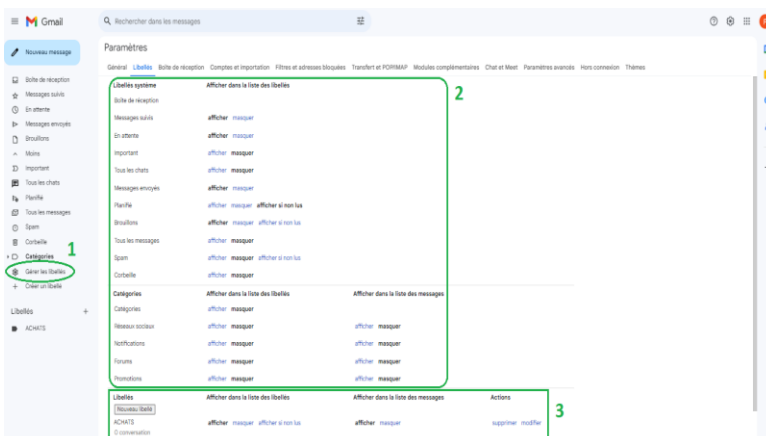 Gmail
Rechercher dans les messages
Nouveau message
Boîte de réception
Messages suivis
En attente
Messages envoyés
Brouillons
Moins
Important
Tous les chats
Planifié
Tous les messages
Spam
Corbeille
Catégories
1
Gérer les libellés
Créer un libellé
Libellés +
ACHATS
Paramètres
Général Libellés Boîte de réception Comptes et importation Filtres et adresses bloquées Transfert et POP/IMAP Modules complémentaires Chat et Meet Paramètres avancés Hors connexion Thèmes
2
Libellés système Afficher dans la liste des libellés
Boîte de réception
Messages suivis afficher masquer
En attente afficher masquer
Important afficher masquer
Tous les chats afficher masquer
Messages envoyés afficher masquer
Planifié afficher masquer afficher si non lus
Brouillons afficher masquer afficher si non lus
Tous les messages afficher masquer
Spam afficher masquer afficher si non lus
Corbeille afficher masquer
Catégories Afficher dans la liste des libellés Afficher dans la liste des messages
Catégories afficher masquer
Réseaux sociaux afficher masquer afficher masquer
Notifications afficher masquer afficher masquer
Forums afficher masquer afficher masquer
Promotions afficher masquer afficher masquer
Libellés Afficher dans la liste des libellés Afficher dans la liste des messages Actions
3
Nouveau libellé
ACHATS afficher masquer afficher si non lus afficher masquer supprimer modifier
0 conversation